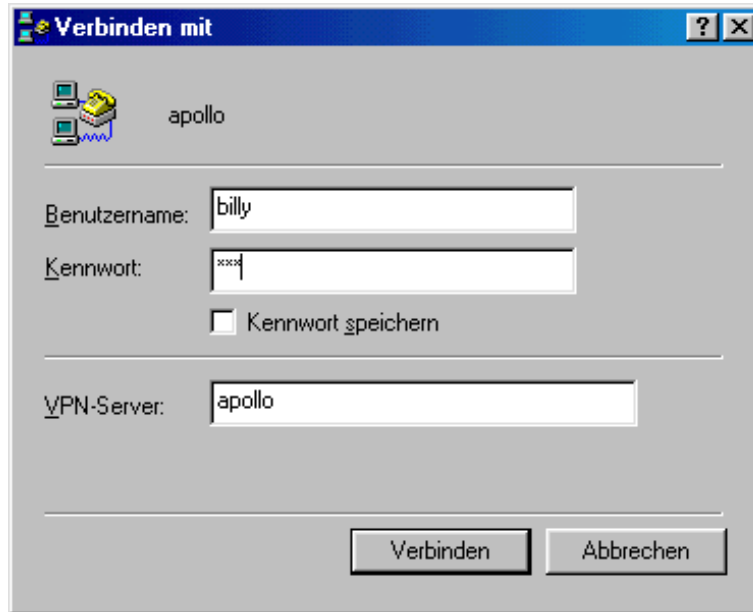 Verbinden mit
apollo
Benutzername: billy
Kennwort: ***
Kennwort speichern
VPN-Server: apollo
Verbinden Abbrechen